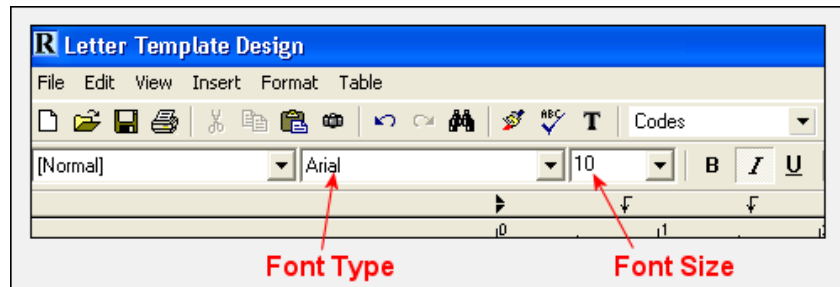 R Letter Template Design
File Edit View Insert Format Table
ABC T Codes
[Normal] Arial 10 B I U
0 1
Font Type Font Size